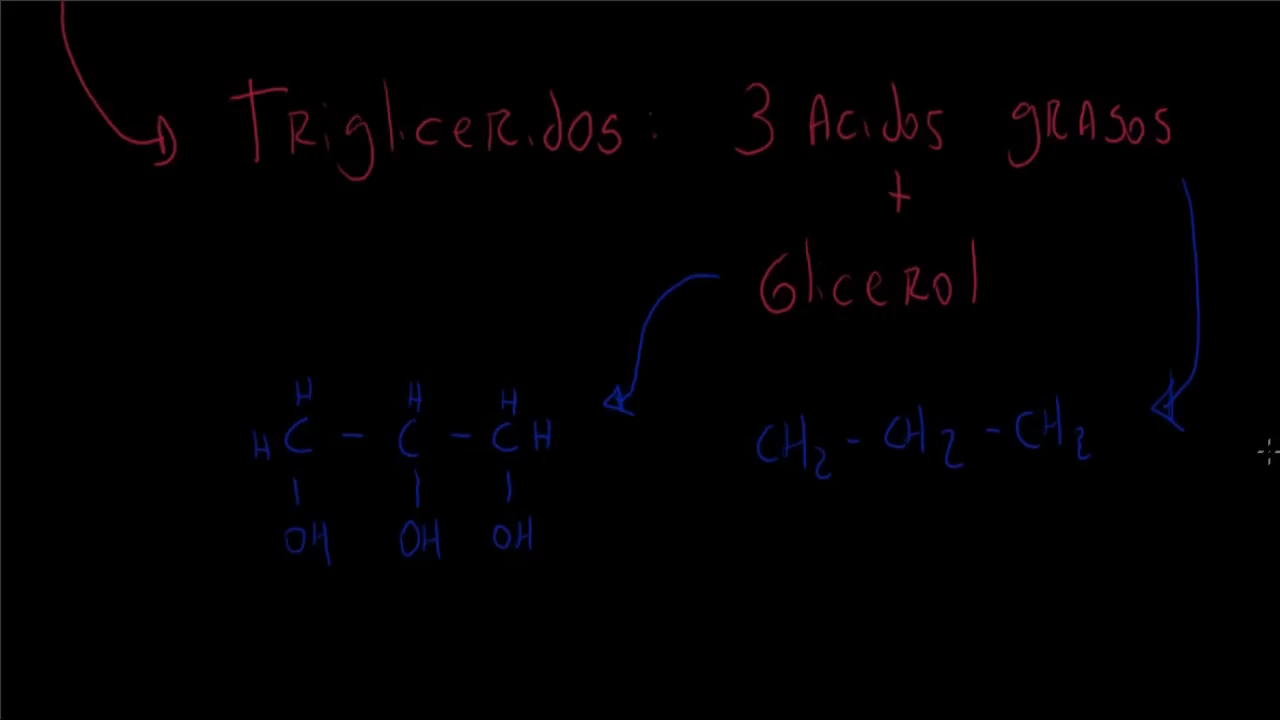 Trigliceridos: 3 Acidos grasos
+
Glicerol
H H H
HC - C - CH
OH OH OH
CH2 - CH2 - CH2